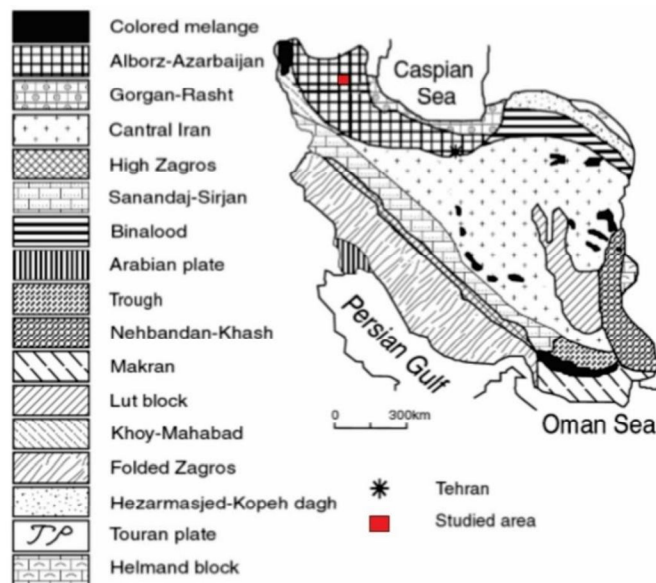 Colored melange
Alborz-Azarbaijan
Gorgan-Rasht
Cantral Iran
High Zagros
Sanandaj-Sirjan
Binalood
Arabian plate
Trough
Nehbandan-Khash
Makran
Lut block
Khoy-Mahabad
Folded Zagros
Hezarmasjed-Kopeh dagh
Touran plate
Helmand block
Caspian
Sea
Persian Gulf
Oman Sea
0 300km
Tehran
Studied area